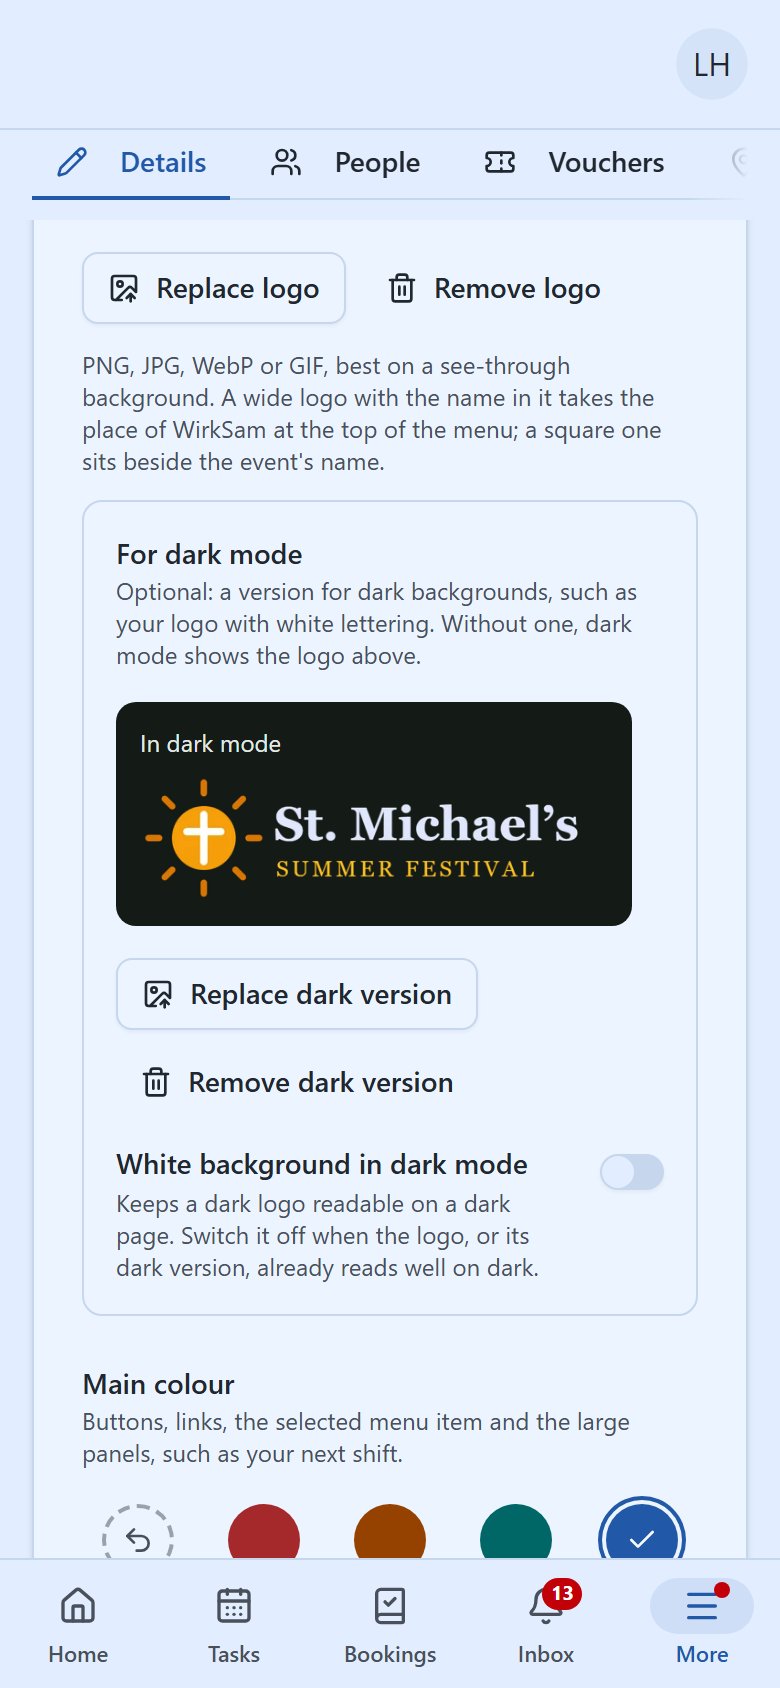 LH
Details
People
Vouchers
Replace logo
Remove logo
PNG, JPG, WebP or GIF, best on a see-through
background. A wide logo with the name in it takes the
place of WirkSam at the top of the menu; a square one
sits beside the event's name.
For dark mode
Optional: a version for dark backgrounds, such as
your logo with white lettering. Without one, dark
mode shows the logo above.
In dark mode
St. Michael’s
SUMMER FESTIVAL
Replace dark version
Remove dark version
White background in dark mode
Keeps a dark logo readable on a dark
page. Switch it off when the logo, or its
dark version, already reads well on dark.
Main colour
Buttons, links, the selected menu item and the large
panels, such as your next shift.
13
Home
Tasks
Bookings
Inbox
More